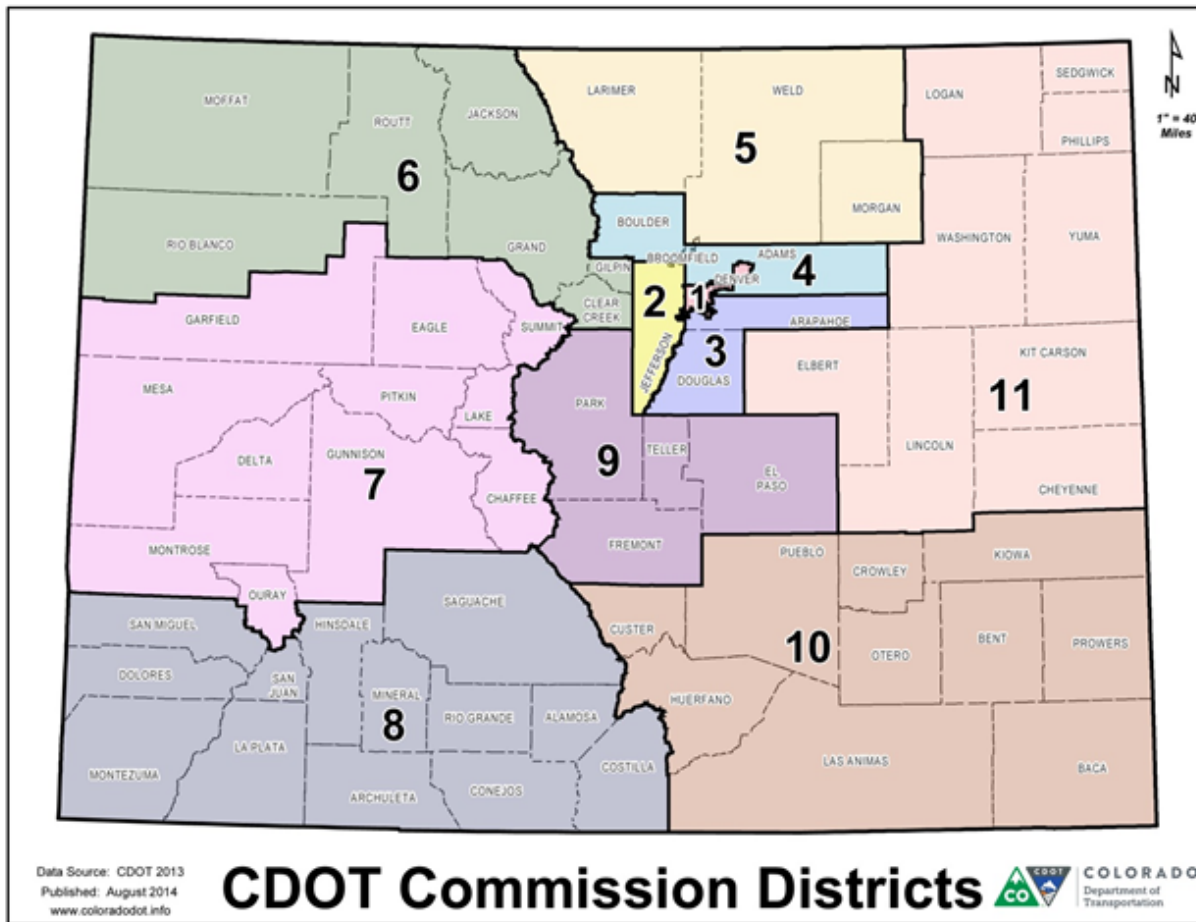 N
1" = 40
Miles
MOFFAT
ROUTT
JACKSON
LARIMER
WELD
LOGAN
SEDGWICK
PHILLIPS
6
5
MORGAN
RIO BLANCO
GRAND
BOULDER
WASHINGTON
YUMA
BROOMFIELD
ADAMS
GILPIN
DENVER
4
CLEAR
CREEK
2
1
GARFIELD
EAGLE
SUMMIT
ARAPAHOE
JEFFERSON
3
DOUGLAS
ELBERT
KIT CARSON
MESA
PITKIN
LAKE
PARK
11
DELTA
GUNNISON
TELLER
LINCOLN
7
9
EL
PASO
CHAFFEE
CHEYENNE
MONTROSE
FREMONT
PUEBLO
KIOWA
CROWLEY
OURAY
SAGUACHE
SAN MIGUEL
HINSDALE
CUSTER
10
OTERO
BENT
PROWERS
DOLORES
SAN
JUAN
MINERAL
HUERFANO
8
RIO GRANDE
ALAMOSA
LA PLATA
COSTILLA
LAS ANIMAS
MONTEZUMA
ARCHULETA
CONEJOS
BACA
Data Source: CDOT 2013
Published: August 2014
www.coloradodot.info
CDOT Commission Districts
CO
CDOT
COLORADO
Department of
Transportation